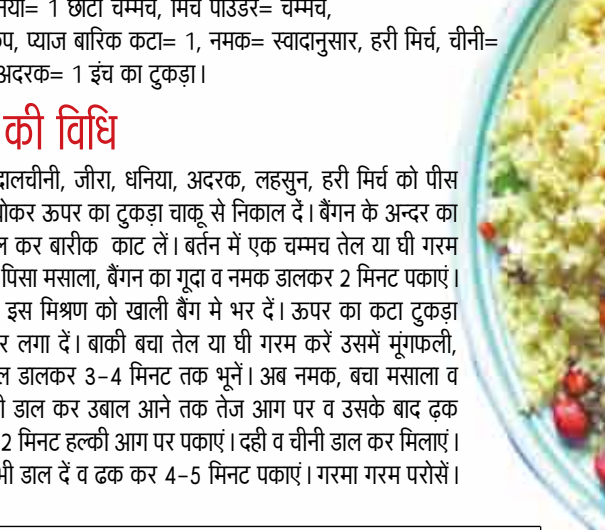 नया= 1 छोटा चम्मच, मिर्च पाउडर= चम्मच,
प, प्याज बारिक कटा= 1, नमक= स्वादानुसार, हरी मिर्च, चीनी=
अदरक= 1 इंच का टुकड़ा।
की विधि
दालचीनी, जीरा, धनिया, अदरक, लहसुन, हरी मिर्च को पीस
धोकर ऊपर का टुकड़ा चाकू से निकाल दें। बैंगन के अन्दर का
ल कर बारीक काट लें। बर्तन में एक चम्मच तेल या घी गरम
पिसा मसाला, बैंगन का गूदा व नमक डालकर 2 मिनट पकाएं।
इस मिश्रण को खाली बैंग मे भर दें। ऊपर का कटा टुकड़ा
र लगा दें। बाकी बचा तेल या घी गरम करें उसमें मूंगफली,
ल डालकर 3-4 मिनट तक भूनें। अब नमक, बचा मसाला व
ी डाल कर उबाल आने तक तेज आग पर व उसके बाद ढ़क
2 मिनट हल्की आग पर पकाएं। दही व चीनी डाल कर मिलाएं।
भी डाल दें व ढक कर 4-5 मिनट पकाएं। गरमा गरम परोसें।